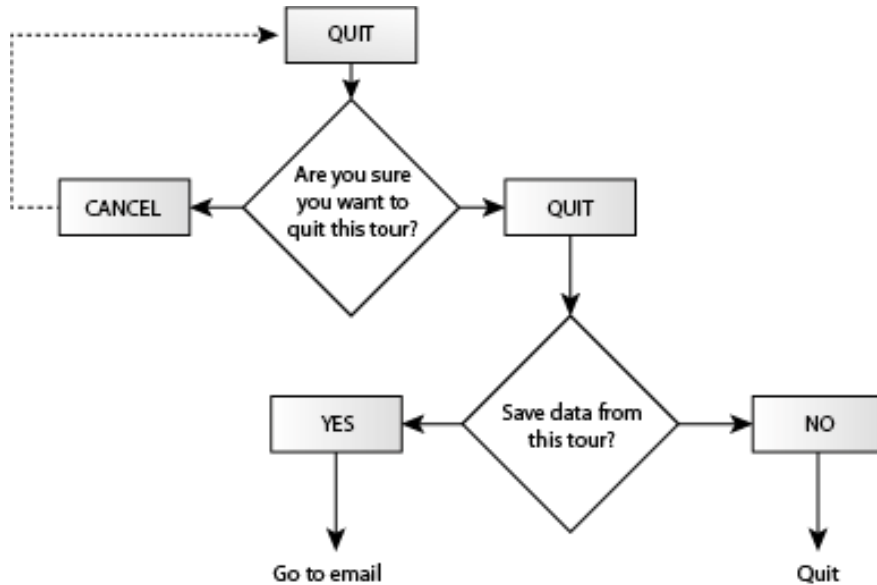 QUIT
Are you sure
you want to
quit this tour?
CANCEL
QUIT
Save data from
this tour?
YES
NO
Go to email
Quit